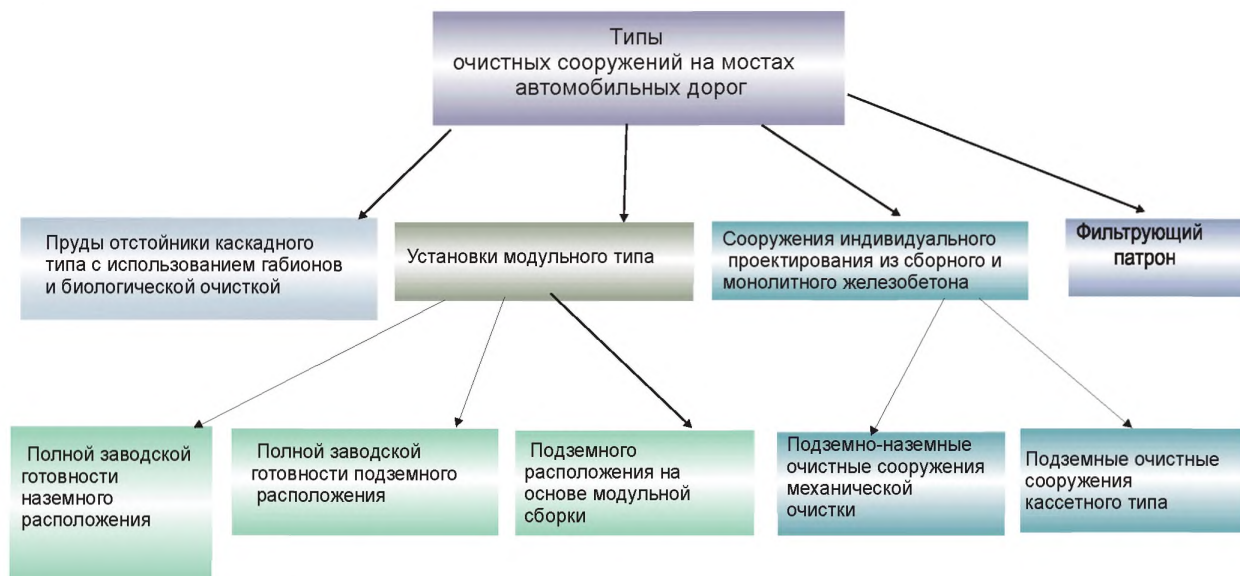 Типы
очистных сооружений на мостах
автомобильных дорог
Пруды отстойники каскадного
типа с использованием габионов
и биологической очисткой
Установки модульного типа
Сооружения индивидуального
проектирования из сборного и
монолитного железобетона
Фильтрующий
патрон
Полной заводской
готовности
наземного
расположения
Полной заводской
готовности подземного
расположения
Подземного
расположения на
основе модульной
сборки
Подземно-наземные
очистные сооружения
механической
очистки
Подземные очистные
сооружения
кассетного типа